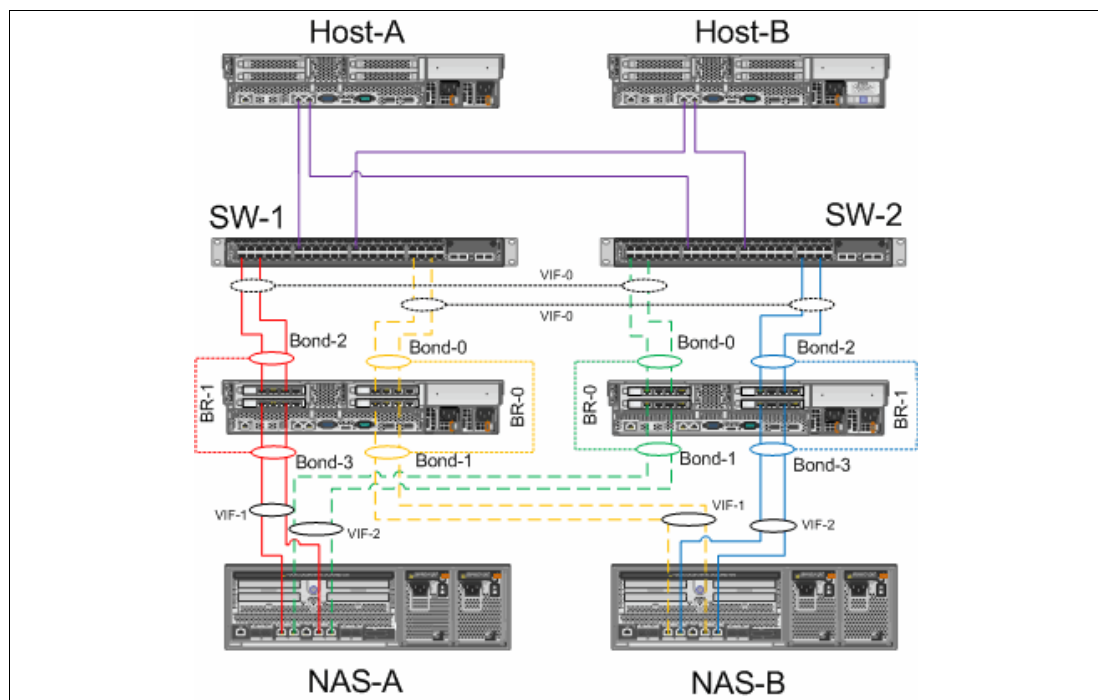 Host-A
Host-B
SW-1
SW-2
VIF-0
VIF-0
Bond-2
Bond-0
Bond-0
Bond-2
BR-1
BR-0
BR-0
BR-1
Bond-3
Bond-1
Bond-1
Bond-3
VIF-1
VIF-2
VIF-1
VIF-2
NAS-A
NAS-B